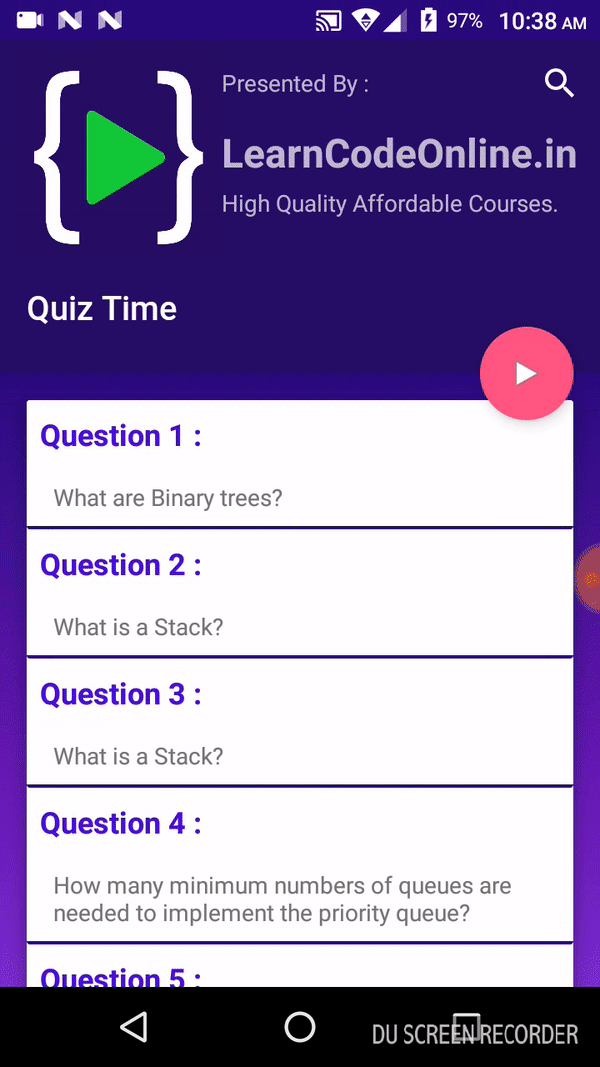 97% 10:38 AM
Presented By :
LearnCodeOnline.in
High Quality Affordable Courses.
Quiz Time
Question 1 :
What are Binary trees?
Question 2 :
What is a Stack?
Question 3 :
What is a Stack?
Question 4 :
How many minimum numbers of queues are
needed to implement the priority queue?
Question 5 :
DU SCREEN RECORDER